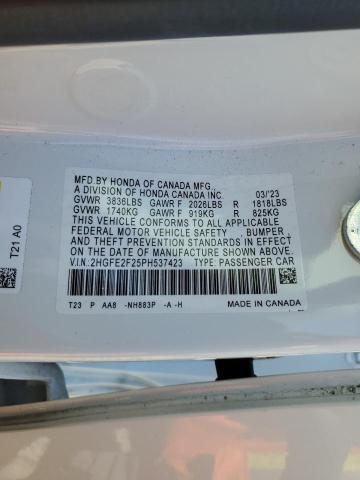 MFD BY HONDA OF CANADA MFG.,
A DIVISION OF HONDA CANADA INC. 03/'23
GVWR 3836LBS GAWR F 2026LBS R 1818LBS
GVWR 1740KG GAWR F 919KG R 825KG
THIS VEHICLE CONFORMS TO ALL APPLICABLE
FEDERAL MOTOR VEHICLE SAFETY, BUMPER,
AND THEFT PREVENTION STANDARDS IN EFFECT
ON THE DATE OF MANUFACTURE SHOWN ABOVE.
V.I.N.:2HGFE2F25PH537423 TYPE: PASSENGER CAR
T23 P AA8 -NH883P -A -H MADE IN CANADA
T21 A0